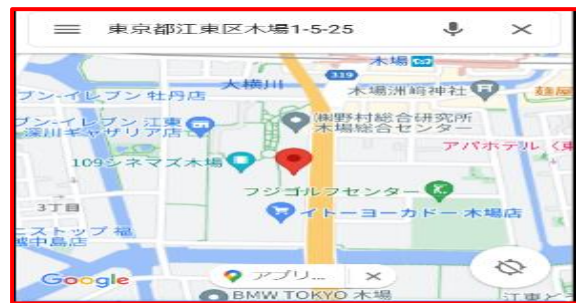 東京都江東区木場1-5-25
木場
319
大横川
ブン-イレブン 牡丹店
木場洲崎神社
ブン-イレブン 江東
深川ギャザリア店
㈱野村総合研究所
木場総合センター
アパホテル〈東
109シネマズ木場
フジゴルフセンター
3丁目
イトーヨーカドー 木場店
ニストップ 福
越中島店
Google
アプリ...
BMW TOKYO 木場